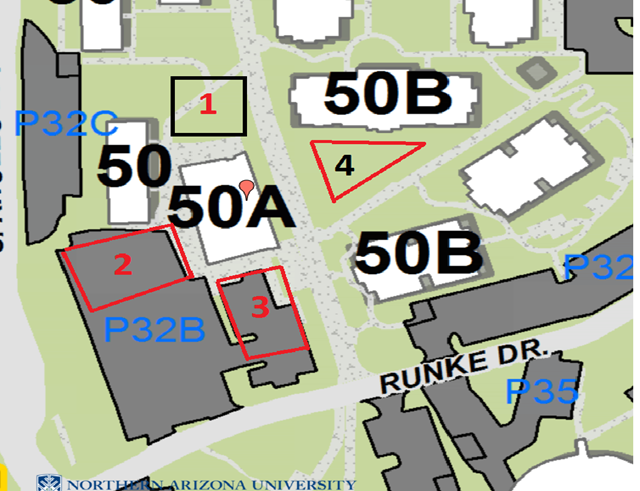 1
50B
P32C
4
50
50A
50B
2
P32
3
P32B
RUNKE DR.
P35
NORTHERN ARIZONA UNIVERSITY